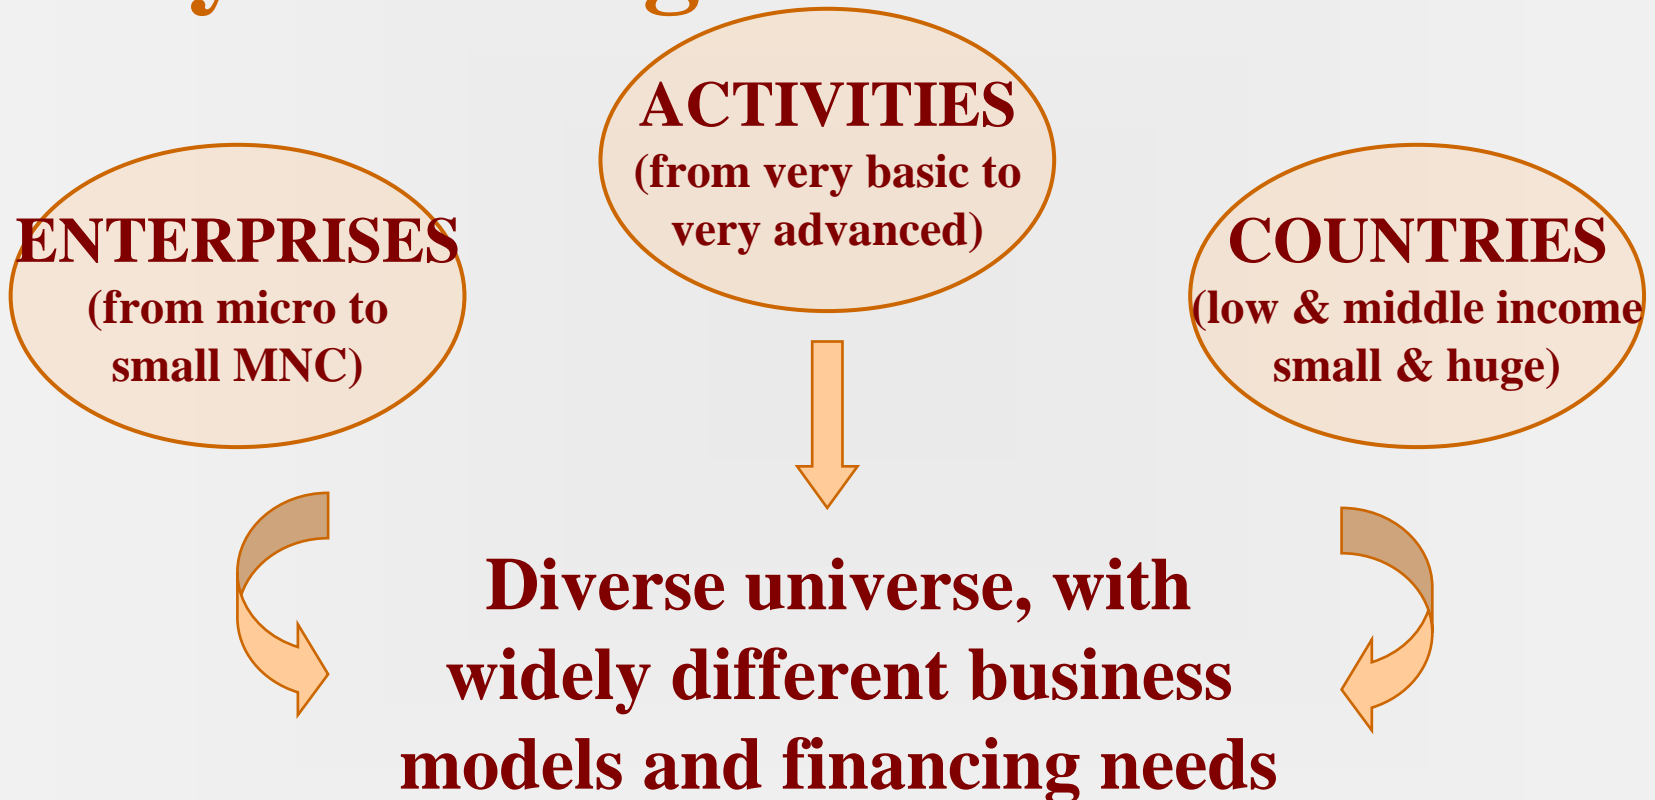 ACTIVITIES
(from very basic to
very advanced)
ENTERPRISES
(from micro to
small MNC)
COUNTRIES
(low & middle income
small & huge)
Diverse universe, with
widely different business
models and financing needs